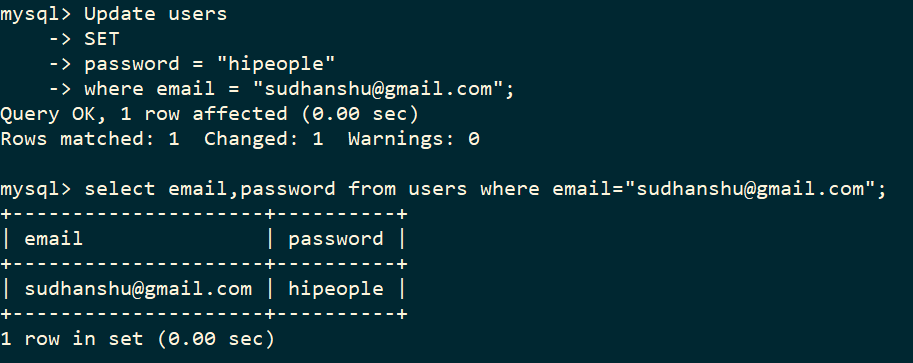 mysql> Update users
    -> SET
    -> password = "hipeople"
    -> where email = "sudhanshu@gmail.com";
Query OK, 1 row affected (0.00 sec)
Rows matched: 1  Changed: 1  Warnings: 0

mysql> select email,password from users where email="sudhanshu@gmail.com";
+---------------------+----------+
| email               | password |
+---------------------+----------+
| sudhanshu@gmail.com | hipeople |
+---------------------+----------+
1 row in set (0.00 sec)